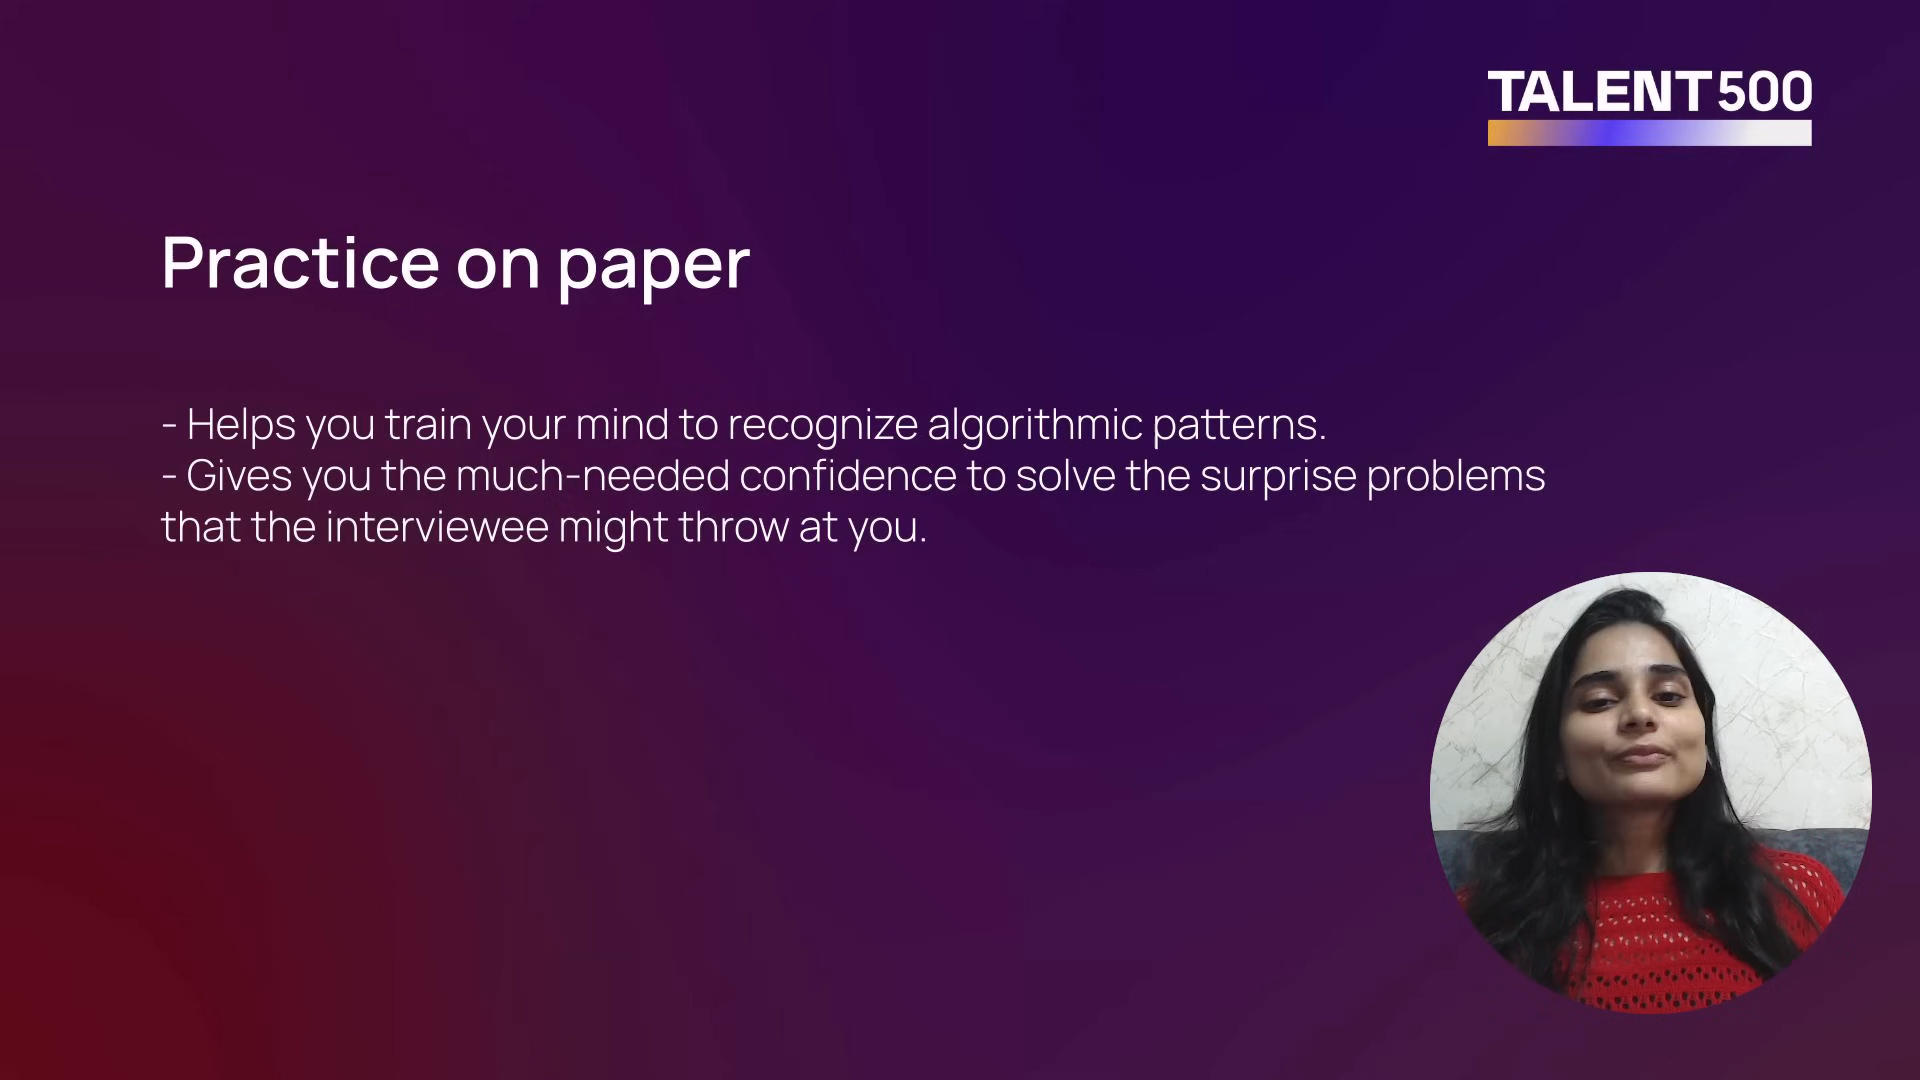 TALENT500
Practice on paper
- Helps you train your mind to recognize algorithmic patterns.
- Gives you the much-needed confidence to solve the surprise problems
that the interviewee might throw at you.